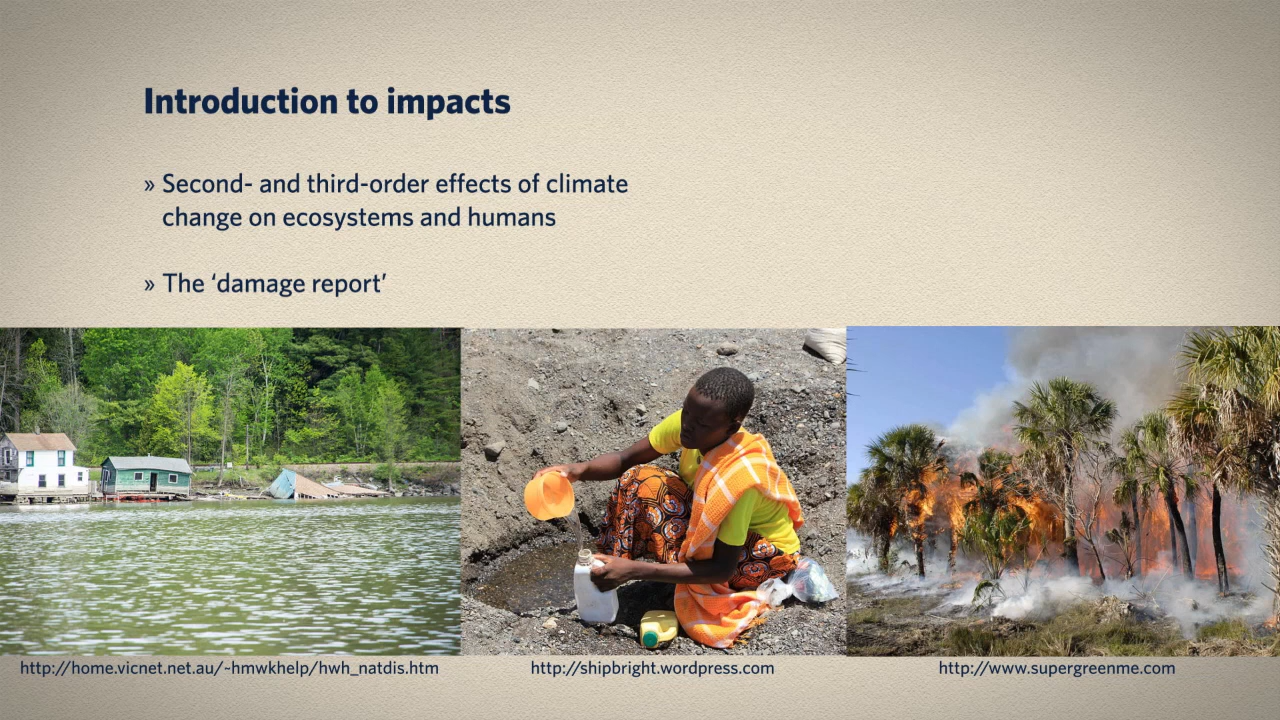 Introduction to impacts
» Second- and third-order effects of climate
change on ecosystems and humans
» The ‘damage report’
http://home.vicnet.net.au/~hmwkhelp/hwh_natdis.htm
http://shipbright.wordpress.com
http://www.supergreenme.com